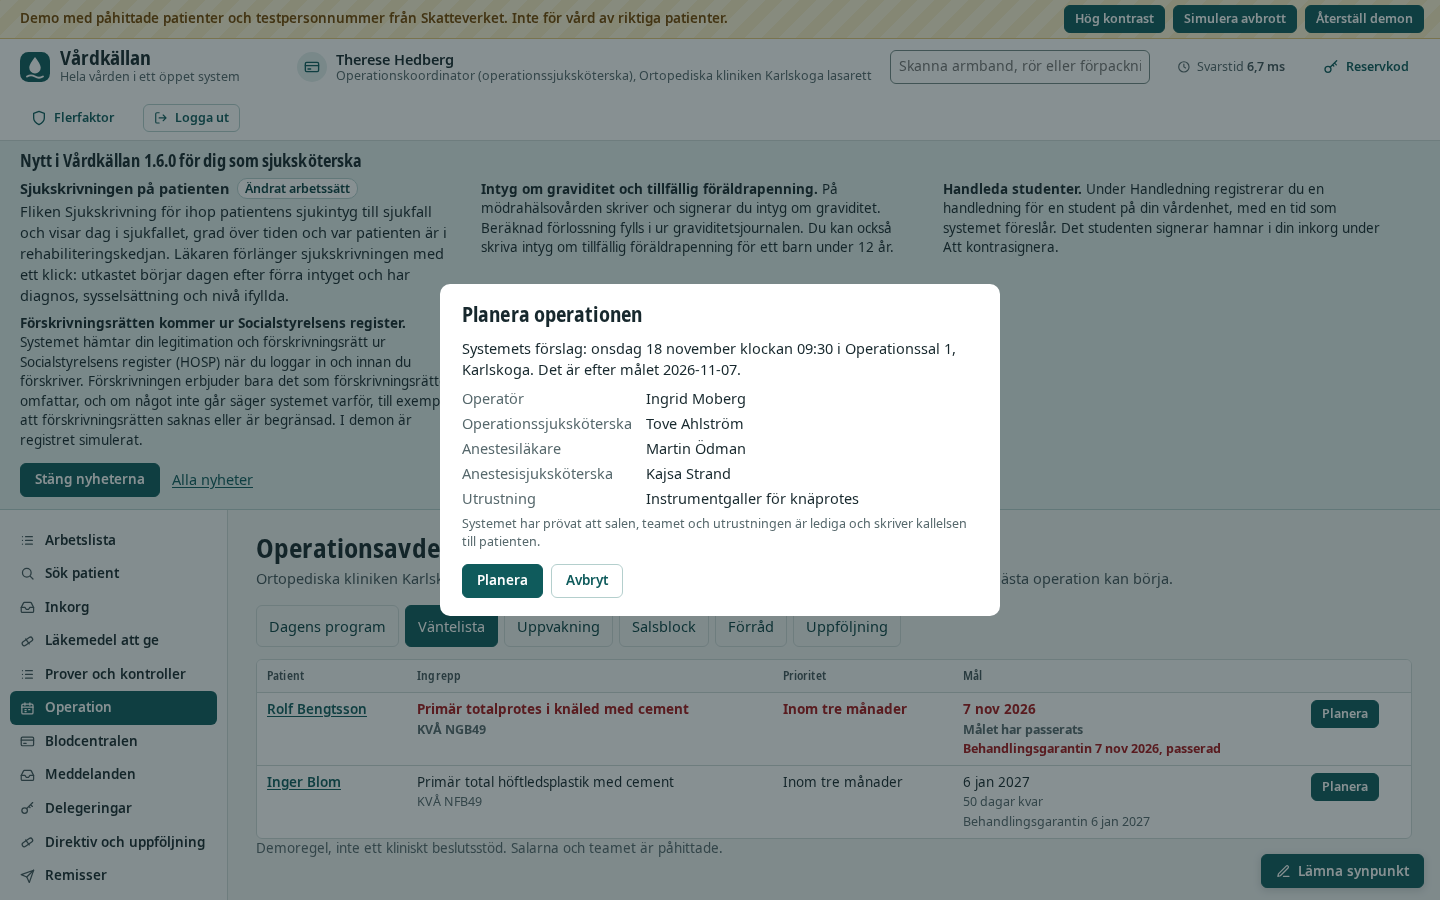 Demo med påhittade patienter och testpersonnummer från Skatteverket. Inte för vård av riktiga patienter.
Hög kontrast
Simulera avbrott
Återställ demon
Vårdkällan
Hela vården i ett öppet system
Therese Hedberg
Operationskoordinator (operationssjuksköterska), Ortopediska kliniken Karlskoga lasarett
Skanna armband, rör eller förpackni
Svarstid 6,7 ms
Reservkod
Flerfaktor
Logga ut
Nytt i Vårdkällan 1.6.0 för dig som sjuksköterska
Sjukskrivningen på patienten
Ändrat arbetssätt
Fliken Sjukskrivning för ihop patientens sjukintyg till sjukfall
och visar dag i sjukfallet, grad över tiden och var patienten är i
rehabiliteringskedjan. Läkaren förlänger sjukskrivningen med
ett klick: utkastet börjar dagen efter förra intyget och har
diagnos, sysselsättning och nivå ifyllda.
Förskrivningsrätten kommer ur Socialstyrelsens register.
Systemet hämtar din legitimation och förskrivningsrätt ur
Socialstyrelsens register (HOSP) när du loggar in och innan du
förskriver. Förskrivningen erbjuder bara det som förskrivningsrätt
omfattar, och om något inte går säger systemet varför, till exemp
att förskrivningsrätten saknas eller är begränsad. I demon är
registret simulerat.
Intyg om graviditet och tillfällig föräldrapenning. På
mödrahälsovården skriver och signerar du intyg om graviditet.
Beräknad förlossning fylls i ur graviditetsjournalen. Du kan också
skriva intyg om tillfällig föräldrapenning för ett barn under 12 år.
Handleda studenter. Under Handledning registrerar du en
handledning för en student på din vårdenhet, med en tid som
systemet föreslår. Det studenten signerar hamnar i din inkorg under
Att kontrasignera.
Stäng nyheterna
Alla nyheter
Planera operationen
Systemets förslag: onsdag 18 november klockan 09:30 i Operationssal 1,
Karlskoga. Det är efter målet 2026-11-07.
Operatör Ingrid Moberg
Operationssjuksköterska Tove Ahlström
Anestesiläkare Martin Ödman
Anestesisjuksköterska Kajsa Strand
Utrustning Instrumentgaller för knäprotes
Systemet har prövat att salen, teamet och utrustningen är lediga och skriver kallelsen
till patienten.
Planera
Avbryt
Arbetslista
Sök patient
Inkorg
Läkemedel att ge
Prover och kontroller
Operation
Blodcentralen
Meddelanden
Delegeringar
Direktiv och uppföljning
Remisser
Operationsavde
Ortopediska kliniken Karlsk
ästa operation kan börja.
Dagens program
Väntelista
Uppvakning
Salsblock
Förråd
Uppföljning
Patient Ingrepp Prioritet Mål
Rolf Bengtsson Primär totalprotes i knäled med cement Inom tre månader 7 nov 2026 Planera
KVÅ NGB49 Målet har passerats
Behandlingsgarantin 7 nov 2026, passerad
Inger Blom Primär total höftledsplastik med cement Inom tre månader 6 jan 2027 Planera
KVÅ NFB49 50 dagar kvar
Behandlingsgarantin 6 jan 2027
Demoregel, inte ett kliniskt beslutsstöd. Salarna och teamet är påhittade.
Lämna synpunkt